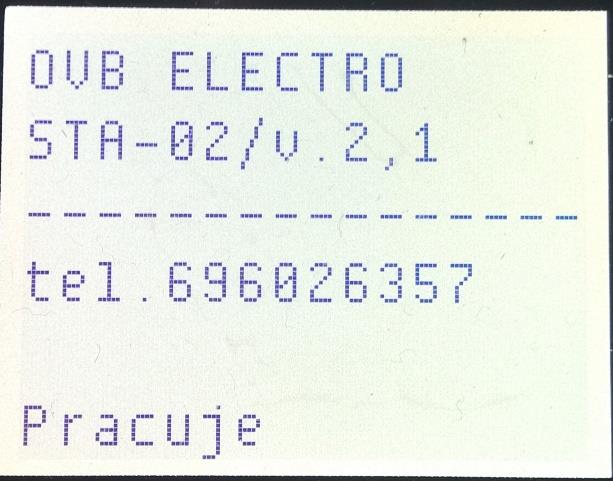 OVB ELECTRO
STA-02/v.2,1
----------------
tel.696026357
Pracuje